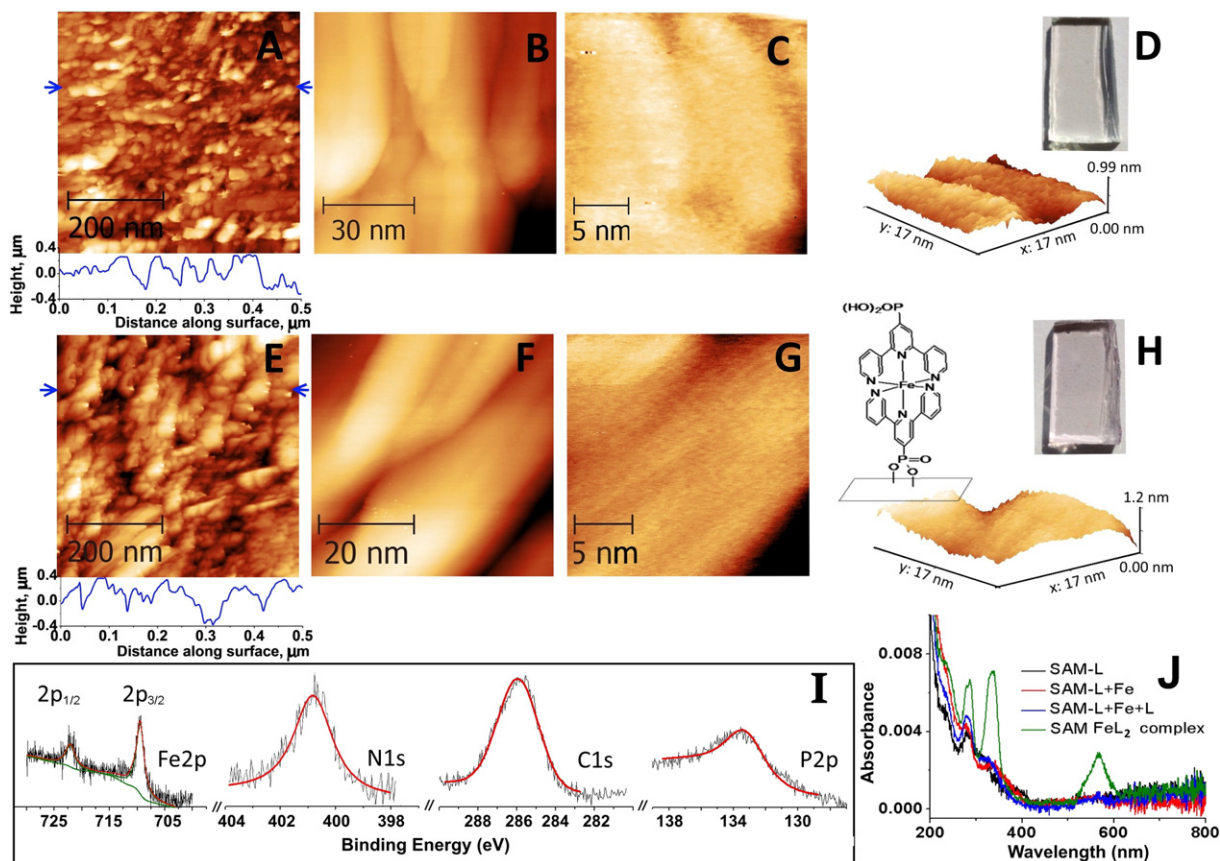 A
200 nm
Height, µm
0.4
0.0
-0.4
0.0 0.1 0.2 0.3 0.4 0.5
Distance along surface, µm
B
30 nm
C
5 nm
D
0.99 nm
0.00 nm
y: 17 nm
x: 17 nm
E
200 nm
Height, µm
0.4
0.0
-0.4
0.0 0.1 0.2 0.3 0.4 0.5
Distance along surface, µm
F
20 nm
G
5 nm
(HO)₂OP
N
N N
Fe
N N
N
P=O
O O
H
1.2 nm
0.00 nm
y: 17 nm
x: 17 nm
I
2p₁/₂ 2p₃/₂
Fe2p N1s C1s P2p
725 715 705 // 404 402 400 398 // 288 286 284 282 // 138 134 130
Binding Energy (eV)
J
SAM-L
SAM-L+Fe
SAM-L+Fe+L
SAM FeL₂ complex
Absorbance
0.008
0.004
0.000
200 400 600 800
Wavelength (nm)